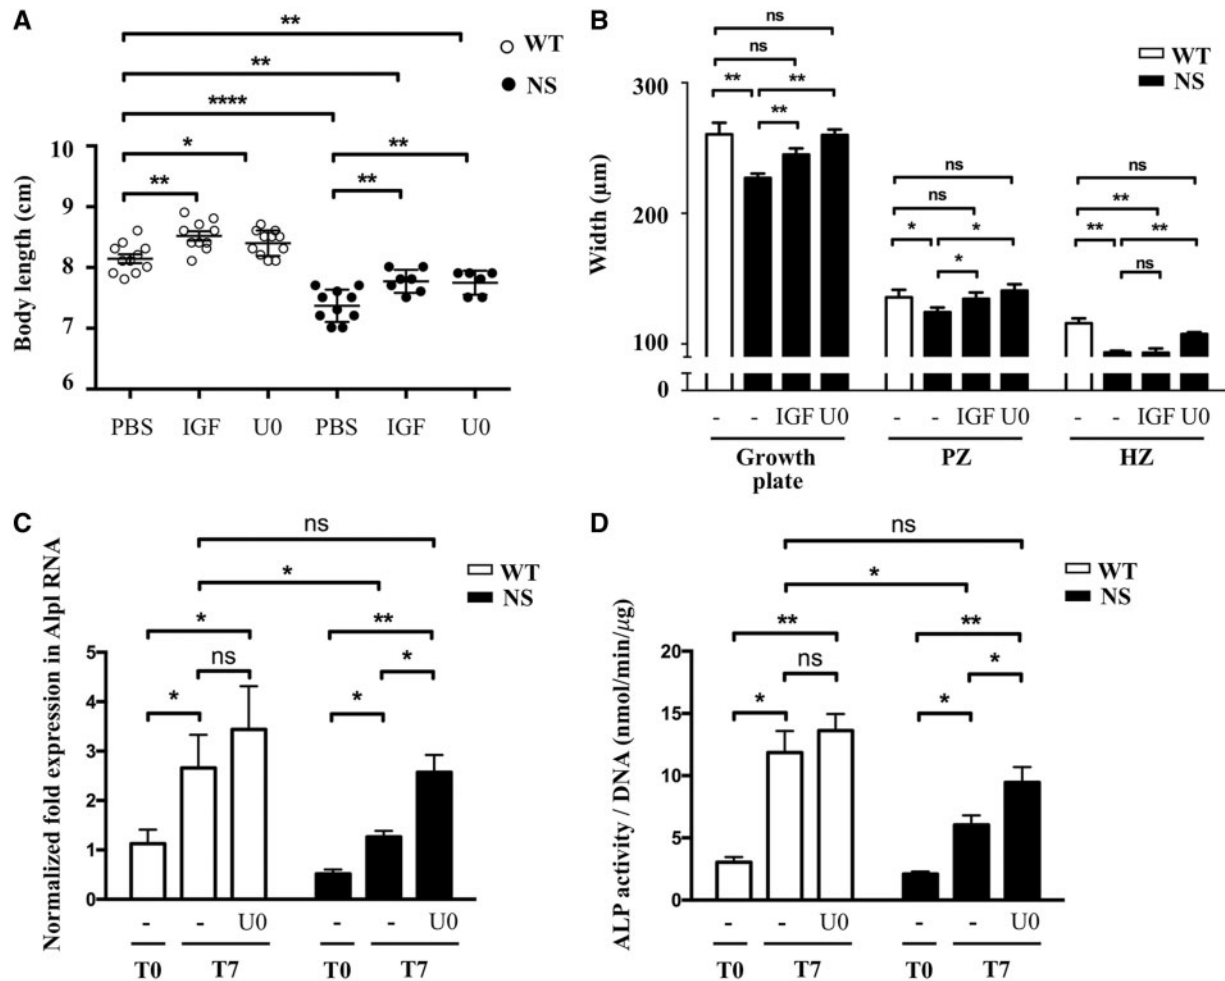 A
**
WT
**
NS
****
*
**
**
**
Body length (cm)
10
9
8
7
6
PBS IGF U0 PBS IGF U0
B
ns
WT
ns
NS
** **
**
ns
ns
* *
*
ns
**
** **
ns
Width (µm)
300
200
100
0
- - IGF U0 - - IGF U0 - - IGF U0
Growth plate PZ HZ
C
ns
WT
*
NS
* **
ns *
* *
Normalized fold expression in Alpl RNA
5
4
3
2
1
0
- - U0 - - U0
T0 T7 T0 T7
D
ns
WT
*
NS
** **
ns *
* *
ALP activity / DNA (nmol/min/µg)
20
15
10
5
0
- - U0 - - U0
T0 T7 T0 T7